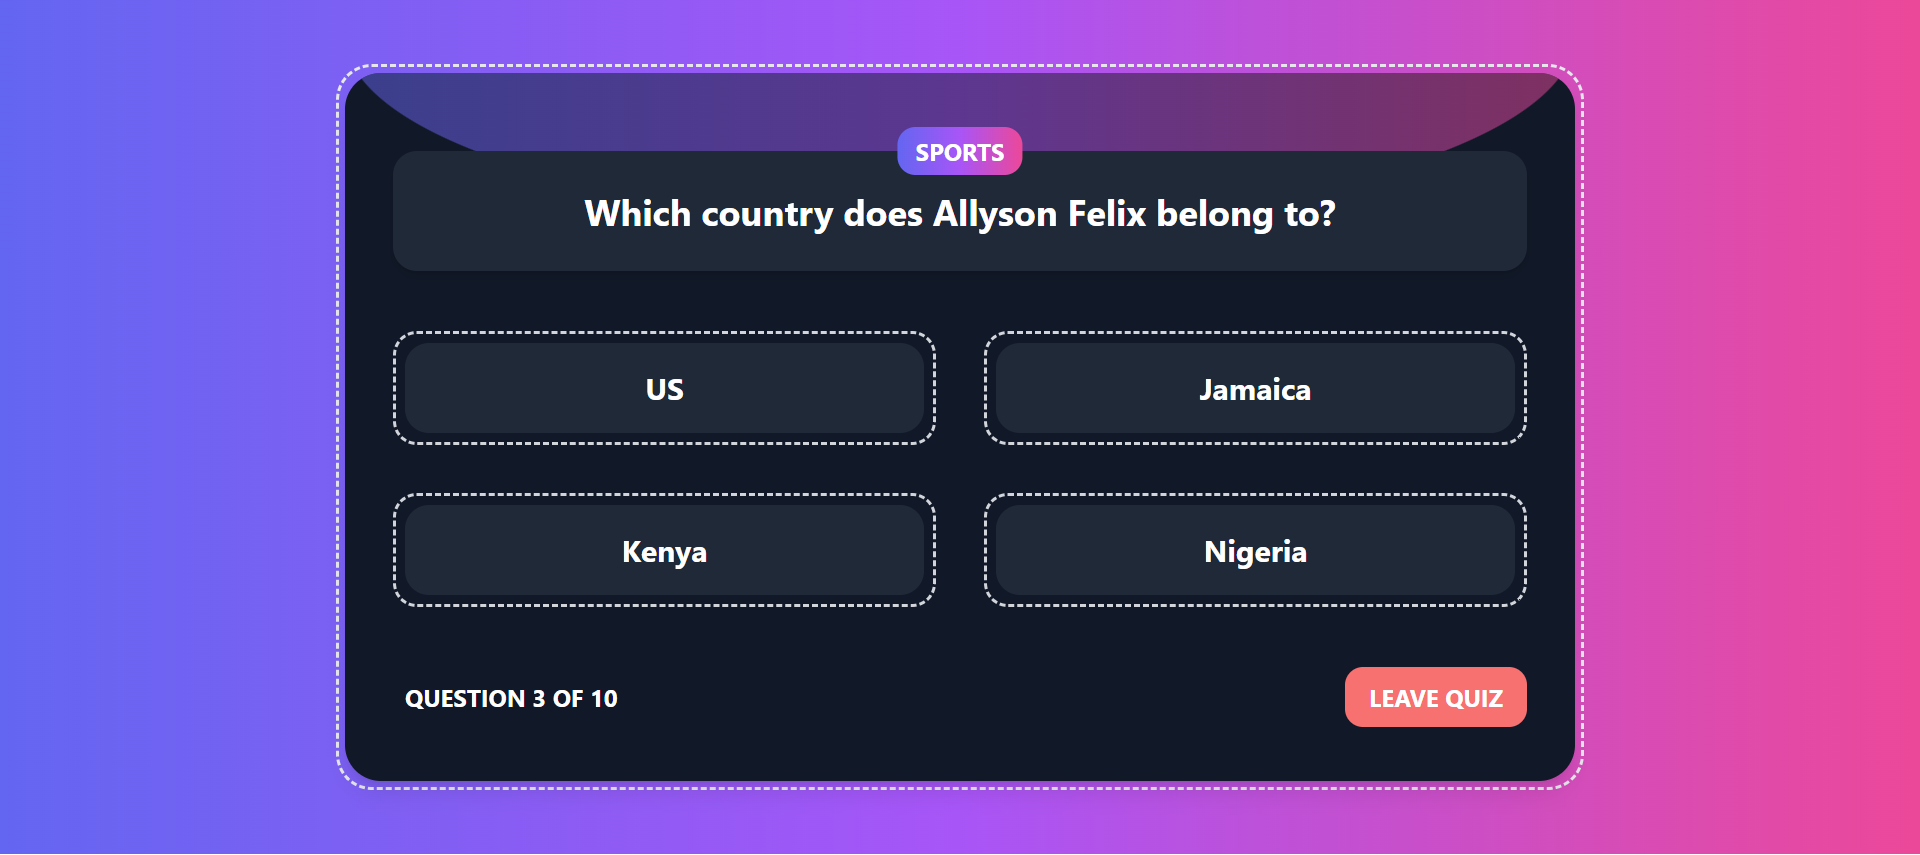 SPORTS
Which country does Allyson Felix belong to?
US
Jamaica
Kenya
Nigeria
QUESTION 3 OF 10
LEAVE QUIZ